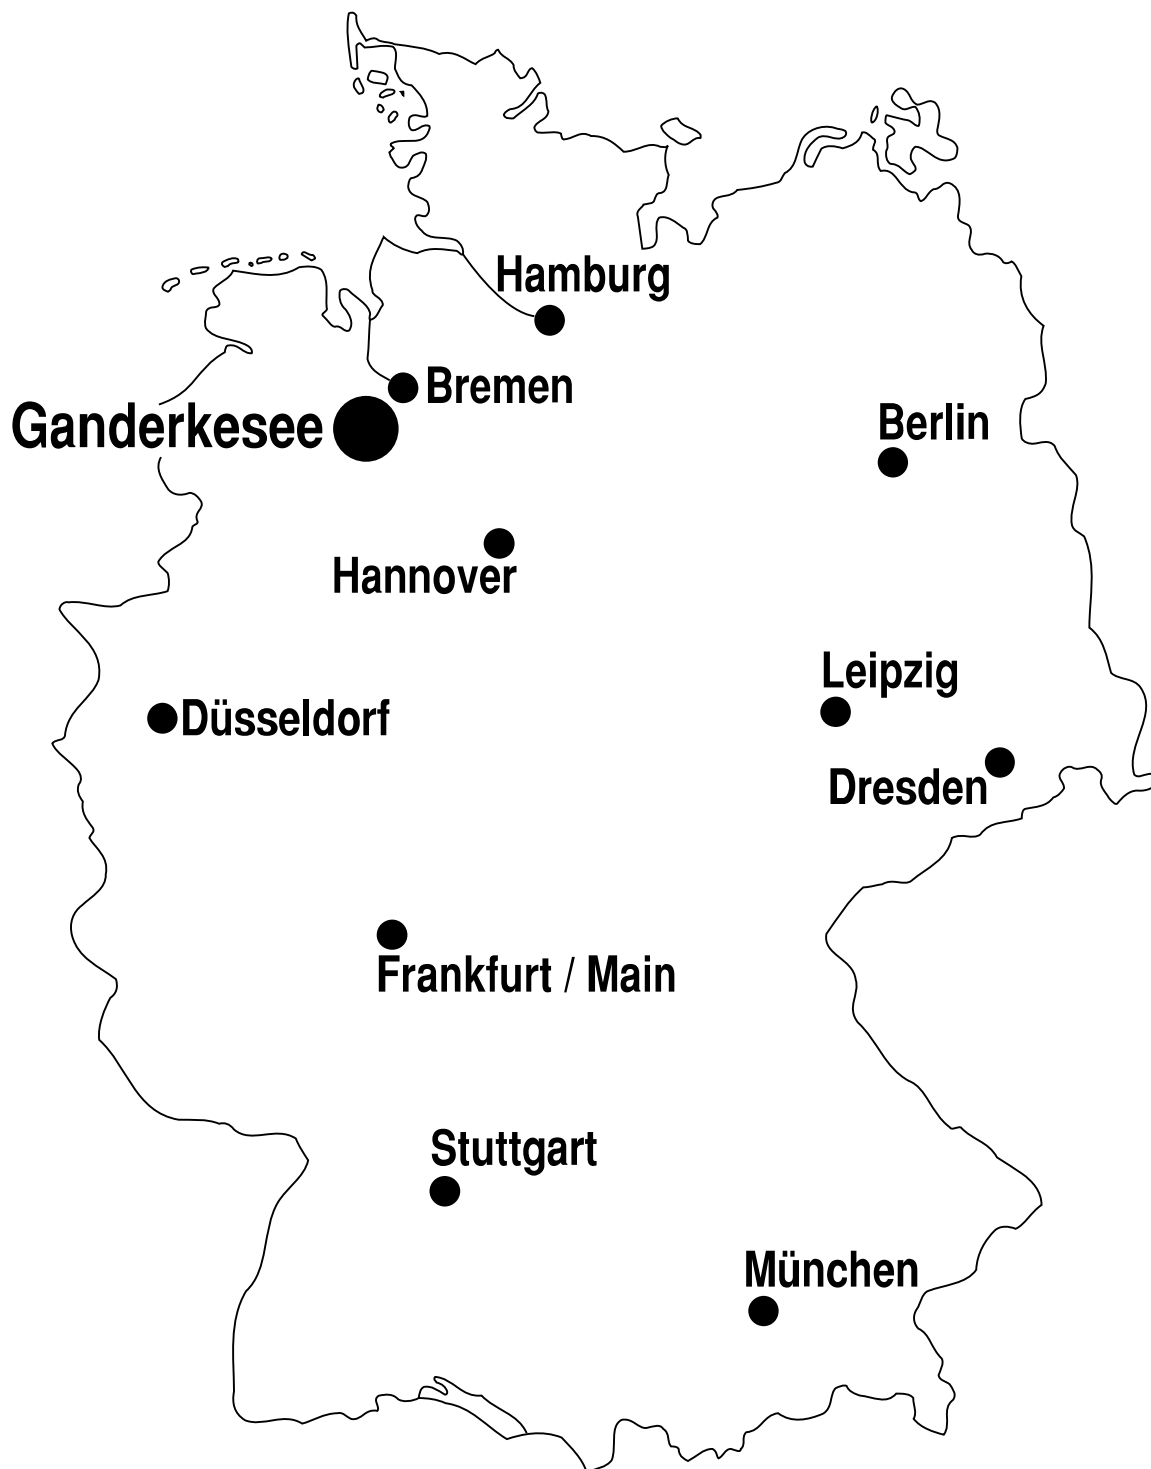 Hamburg
Bremen
Ganderkesee
Berlin
Hannover
Leipzig
Düsseldorf
Dresden
Frankfurt / Main
Stuttgart
München